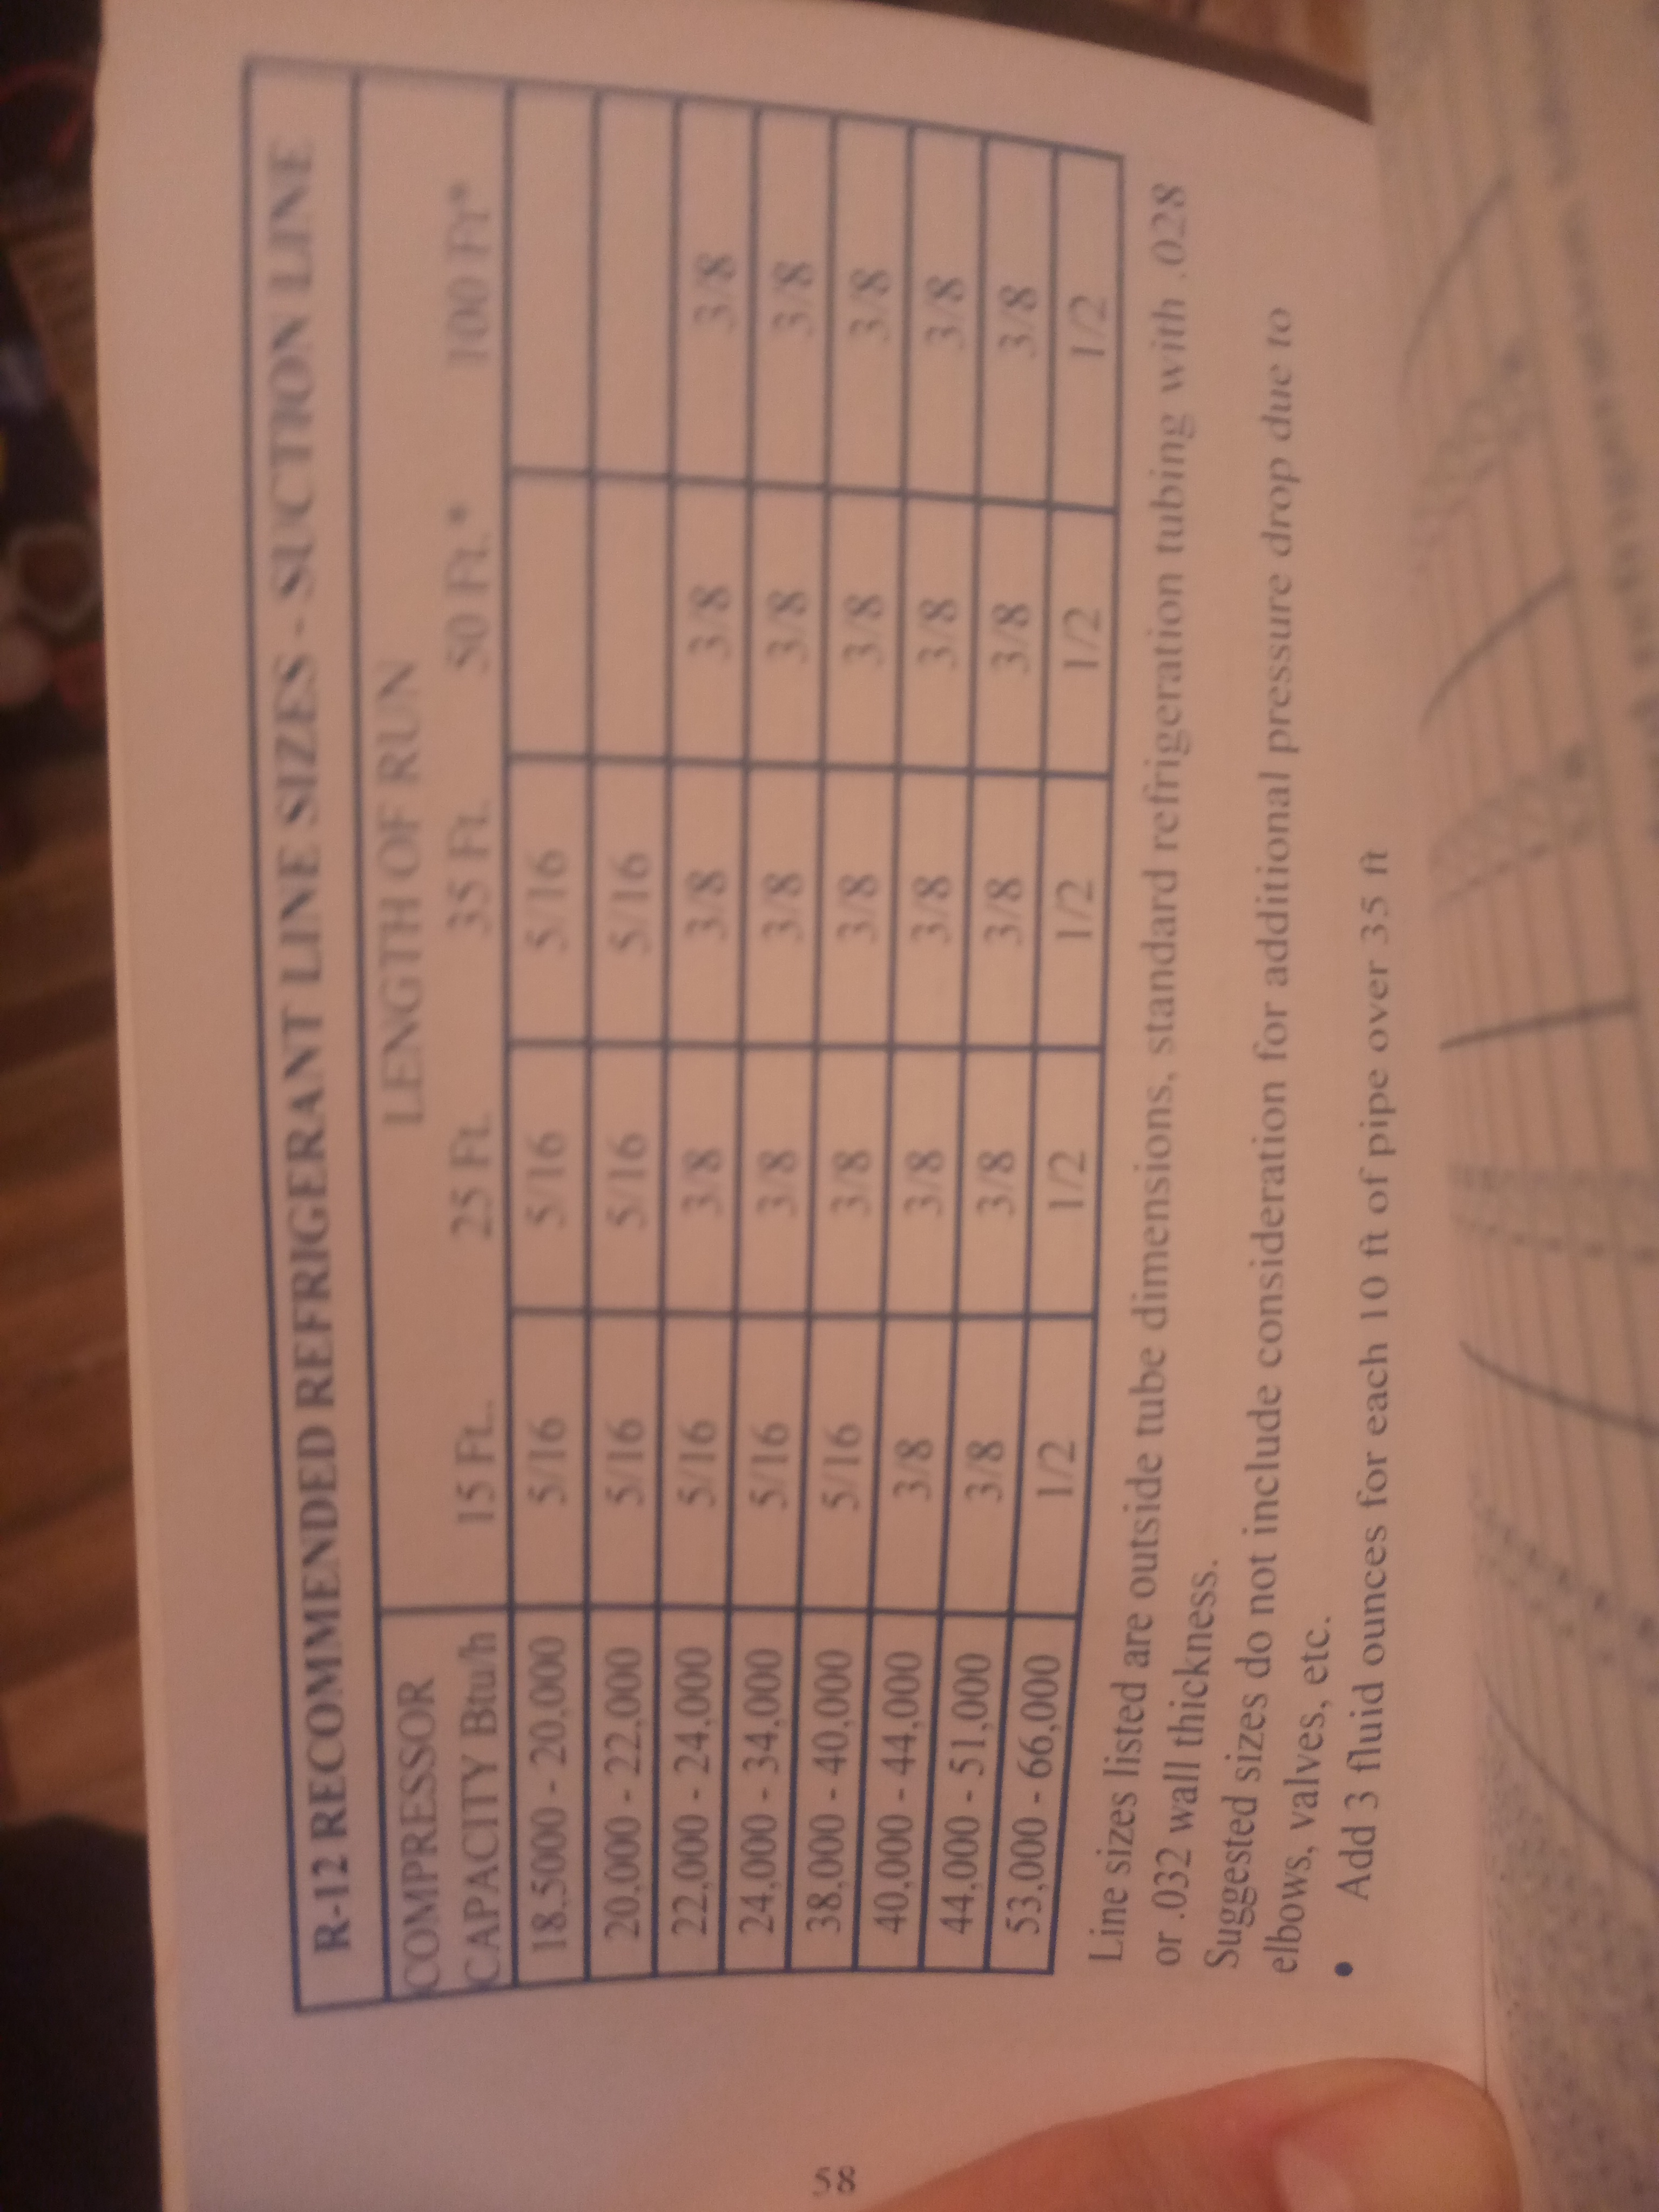 R-12 RECOMMENDED REFRIGERANT LINE SIZES - SUCTION LINE
COMPRESSOR LENGTH OF RUN
CAPACITY Btu/h 15 Ft.. 25 Ft. 35 Ft. 50 Ft.* 100 Ft*
18.5000 - 20.000 5/16 5/16 5/16
20.000 - 22,000 5/16 5/16 5/16
22,000 - 24,000 5/16 3/8 3/8 3/8 3/8
24,000 - 34,000 5/16 3/8 3/8 3/8 3/8
38.000 - 40,000 5/16 3/8 3/8 3/8 3/8
40,000 - 44,000 3/8 3/8 3/8 3/8 3/8
44,000 - 51,000 3/8 3/8 3/8 3/8 3/8
53,000 - 66,000 1/2 1/2 1/2 1/2 1/2
Line sizes listed are outside tube dimensions, standard refrigeration tubing with .028
or .032 wall thickness.
Suggested sizes do not include consideration for additional pressure drop due to
elbows, valves, etc.
• Add 3 fluid ounces for each 10 ft of pipe over 35 ft
58